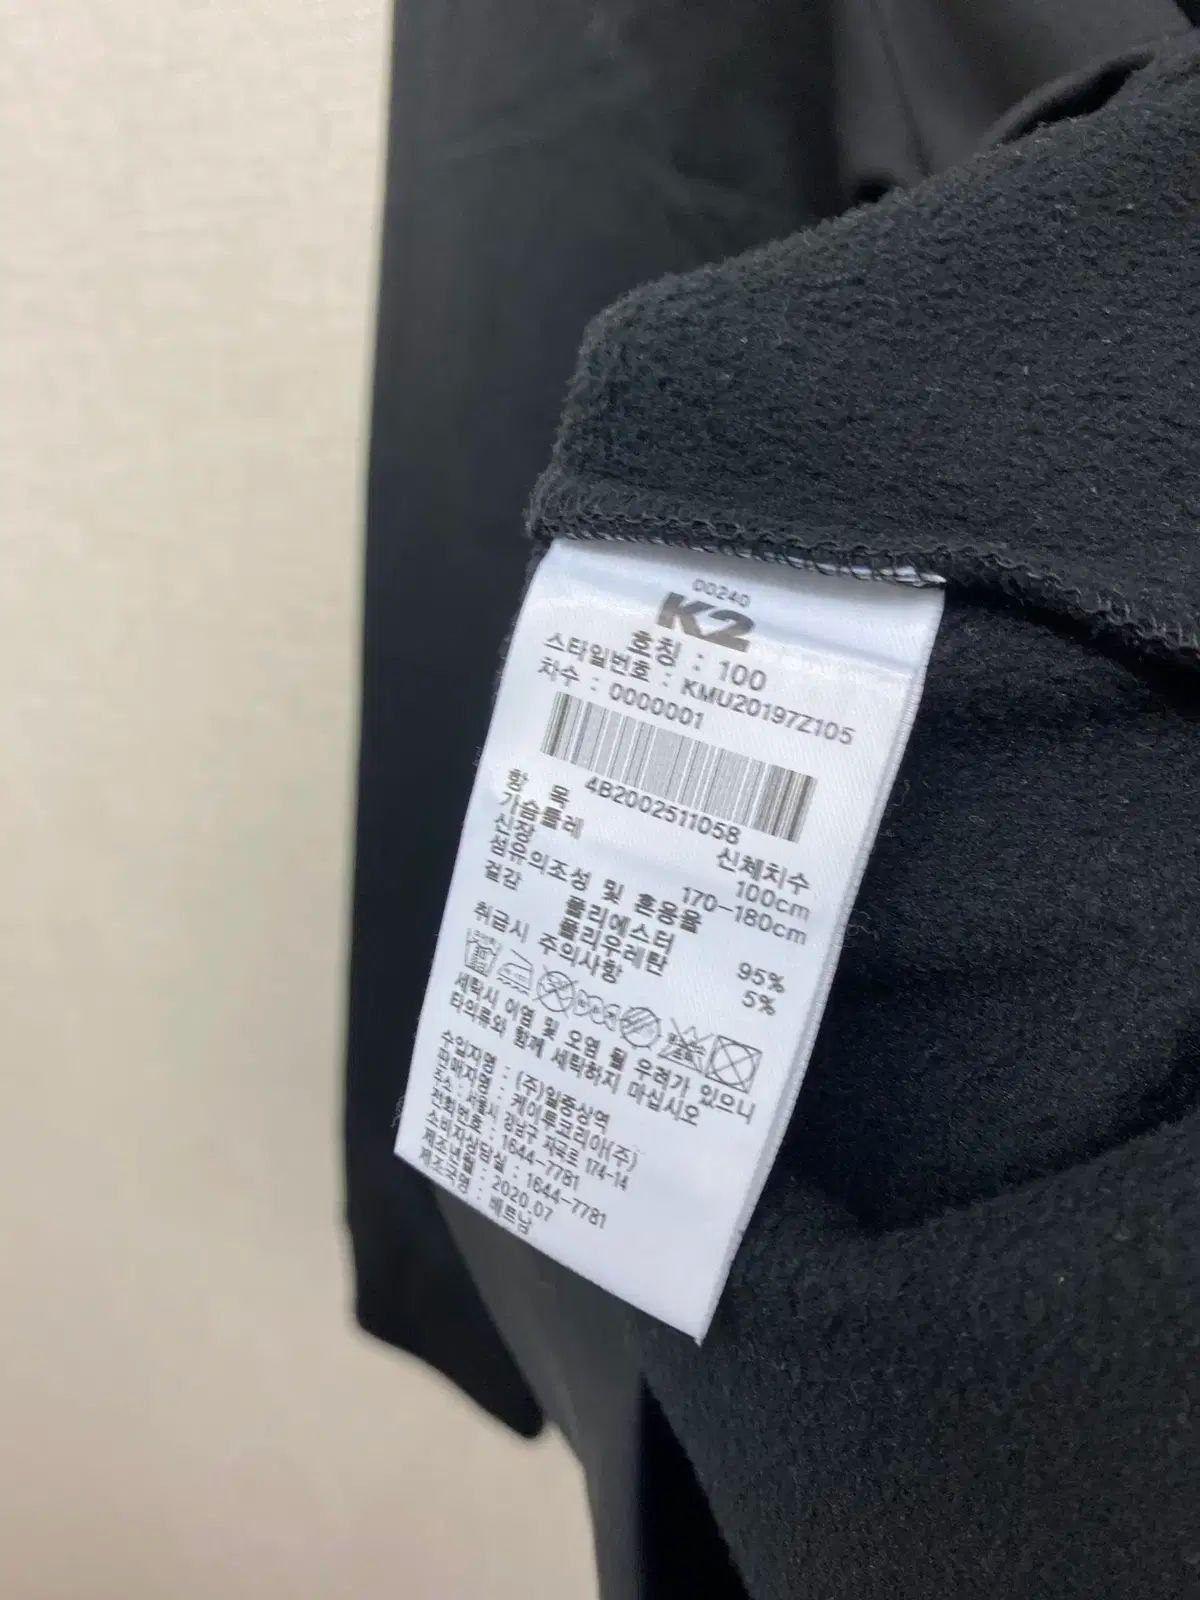 D0240
K2
호칭 : 100
스타일번호 : KMU20197Z105
차수 : 0000001
4B2002511058
항 목 신체치수
가슴둘레 100cm
신장 170-180cm
섬유의조성 및 혼용율
겉감 폴리에스터 95%
폴리우레탄 5%
취급시 주의사항
세탁시 이염 및 오염 될 우려가 있으니
타의류와 함께 세탁하지 마십시오
수입자명 : (주)일중상역
판매자명 : 케이투코리아(주)
주소 : 서울시 강남구 자곡로 174-14
전화번호 : 1644-7781
소비자상담실 : 1644-7781
제조년월 : 2020.07
제조국명 : 베트남